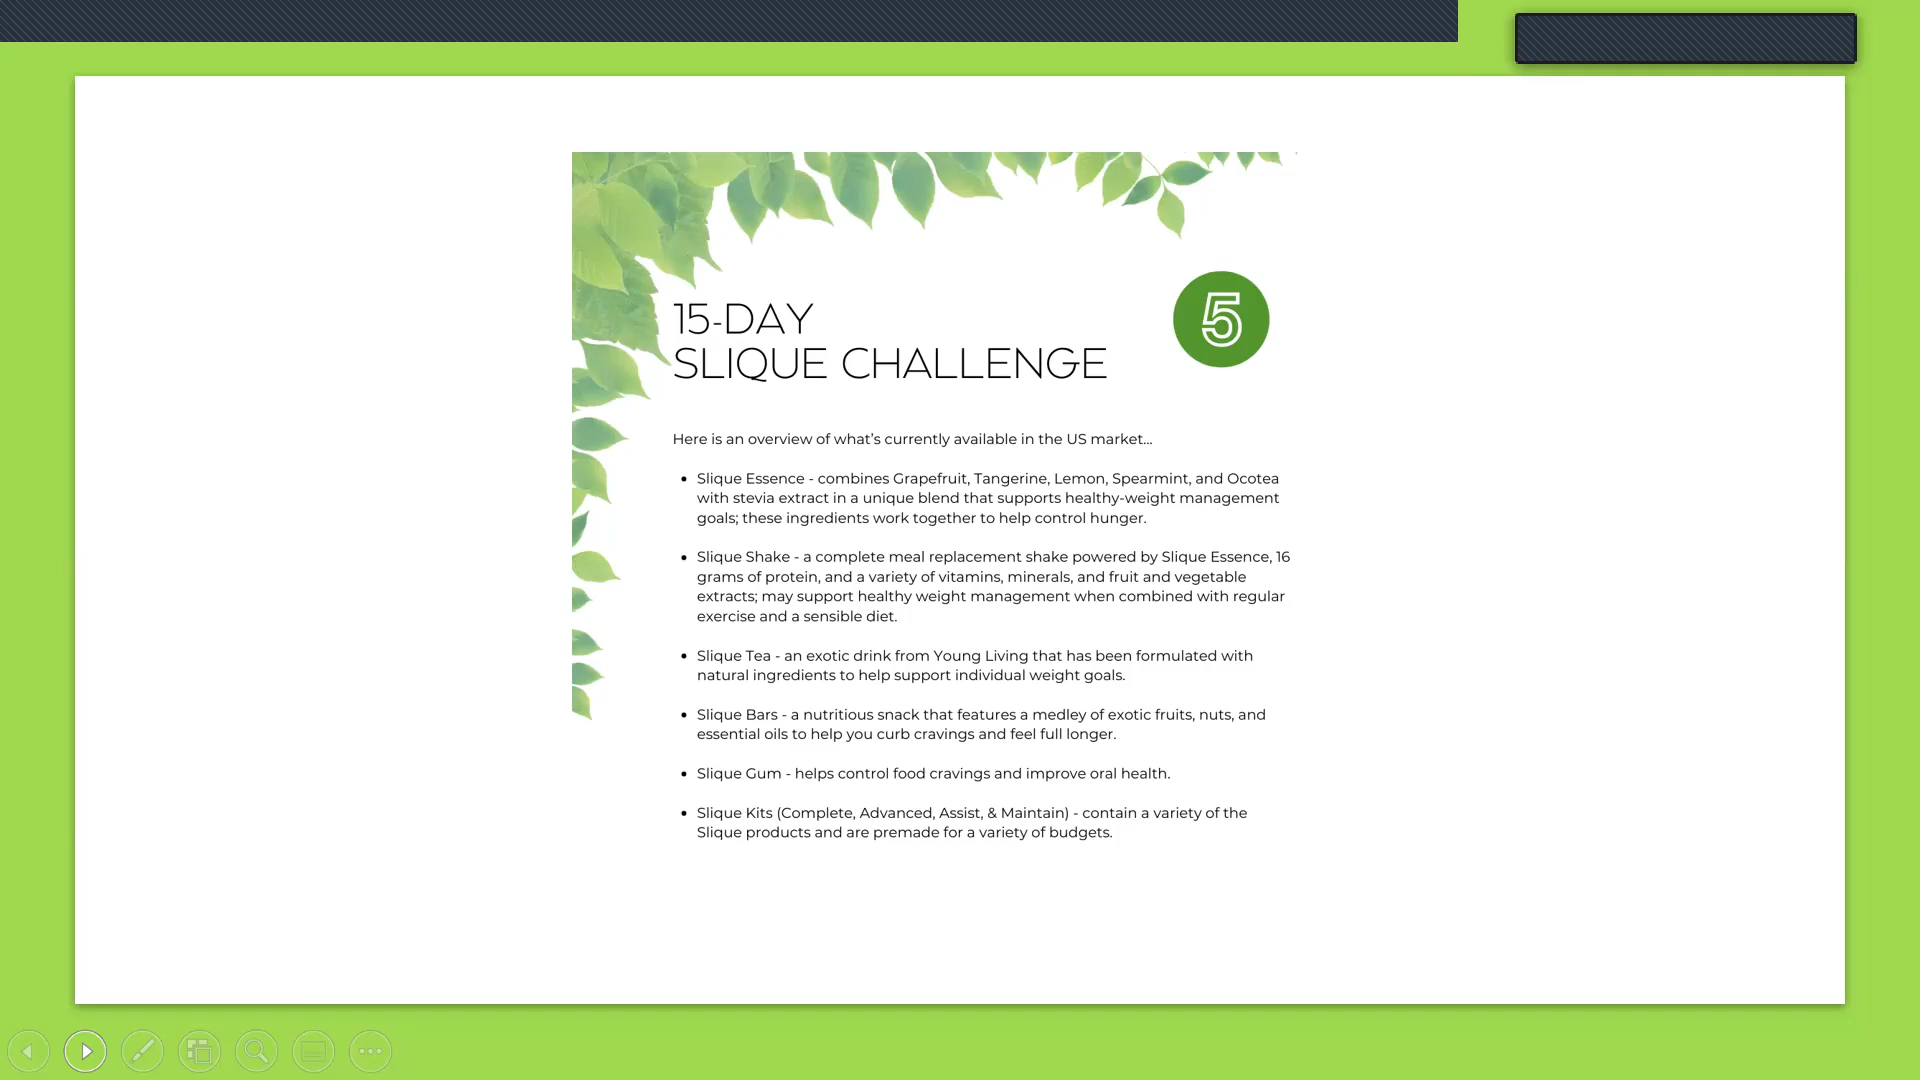 15-DAY
SLIQUE CHALLENGE
5
Here is an overview of what's currently available in the US market...
• Slique Essence - combines Grapefruit, Tangerine, Lemon, Spearmint, and Ocotea
with stevia extract in a unique blend that supports healthy-weight management
goals; these ingredients work together to help control hunger.
• Slique Shake - a complete meal replacement shake powered by Slique Essence, 16
grams of protein, and a variety of vitamins, minerals, and fruit and vegetable
extracts; may support healthy weight management when combined with regular
exercise and a sensible diet.
• Slique Tea - an exotic drink from Young Living that has been formulated with
natural ingredients to help support individual weight goals.
• Slique Bars - a nutritious snack that features a medley of exotic fruits, nuts, and
essential oils to help you curb cravings and feel full longer.
• Slique Gum - helps control food cravings and improve oral health.
• Slique Kits (Complete, Advanced, Assist, & Maintain) - contain a variety of the
Slique products and are premade for a variety of budgets.